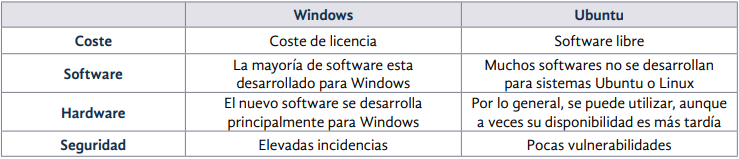 Windows Ubuntu
Coste Coste de licencia Software libre
Software La mayoría de software esta desarrollado para Windows Muchos softwares no se desarrollan para sistemas Ubuntu o Linux
Hardware El nuevo software se desarrolla principalmente para Windows Por lo general, se puede utilizar, aunque a veces su disponibilidad es más tardía
Seguridad Elevadas incidencias Pocas vulnerabilidades